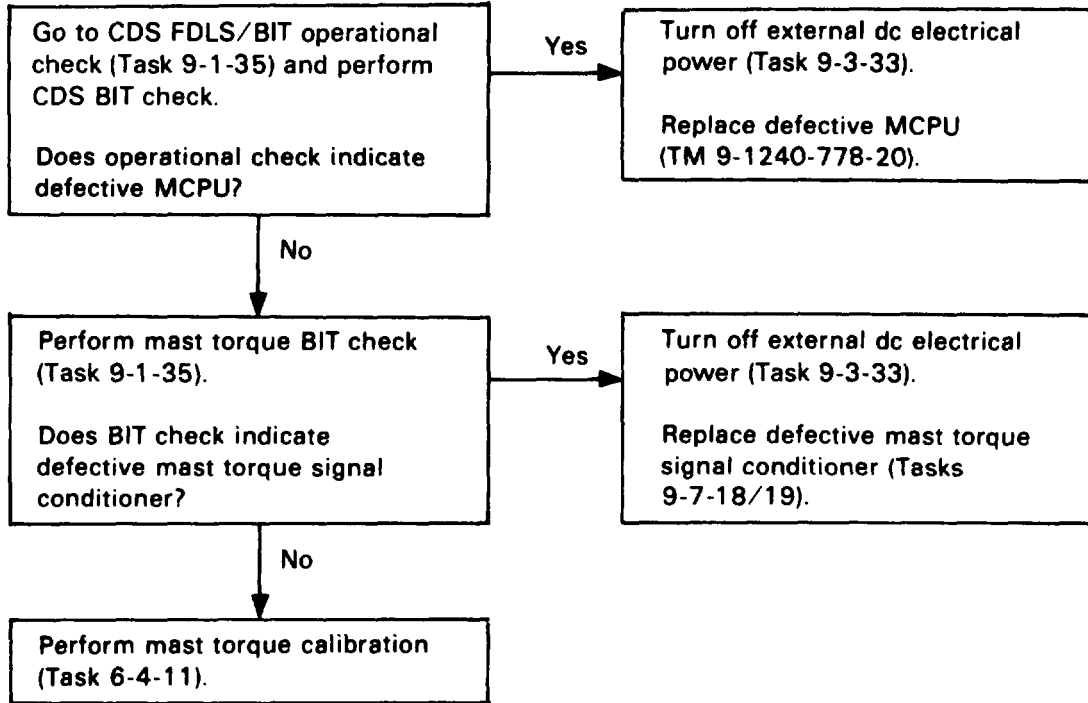 Go to CDS FDLS/BIT operational
check (Task 9-1-35) and perform
CDS BIT check.
Does operational check indicate
defective MCPU?
Yes
Turn off external dc electrical
power (Task 9-3-33).
Replace defective MCPU
(TM 9-1240-778-20).
No
Perform mast torque BIT check
(Task 9-1-35).
Does BIT check indicate
defective mast torque signal
conditioner?
Yes
Turn off external dc electrical
power (Task 9-3-33).
Replace defective mast torque
signal conditioner (Tasks
9-7-18/19).
No
Perform mast torque calibration
(Task 6-4-11).